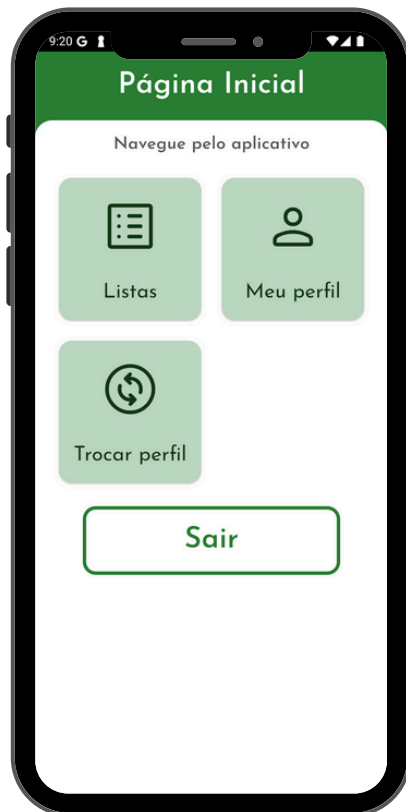 9:20 G
Página Inicial
Navegue pelo aplicativo
Listas
Meu perfil
Trocar perfil
Sair